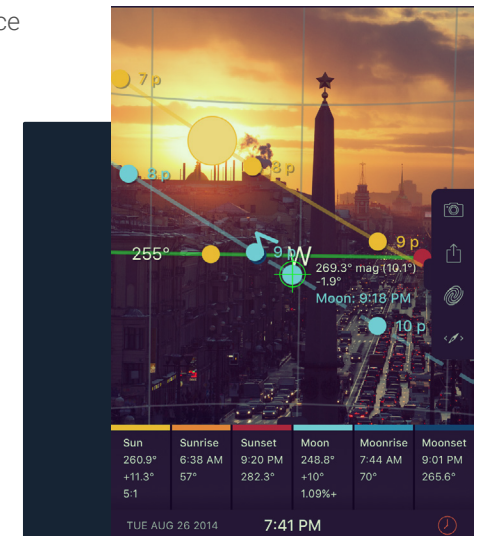 ce
7 p
8 p
8 p
9 p
9 p
255°
W
269.3° mag (10.1°)
-1.9°
Moon: 9:18 PM
10 p
Sun
260.9°
+11.3°
5:1
Sunrise
6:38 AM
57°
Sunset
9:20 PM
282.3°
Moon
248.8°
+10°
1.09%+
Moonrise
7:44 AM
70°
Moonset
9:01 PM
265.6°
TUE AUG 26 2014
7:41 PM